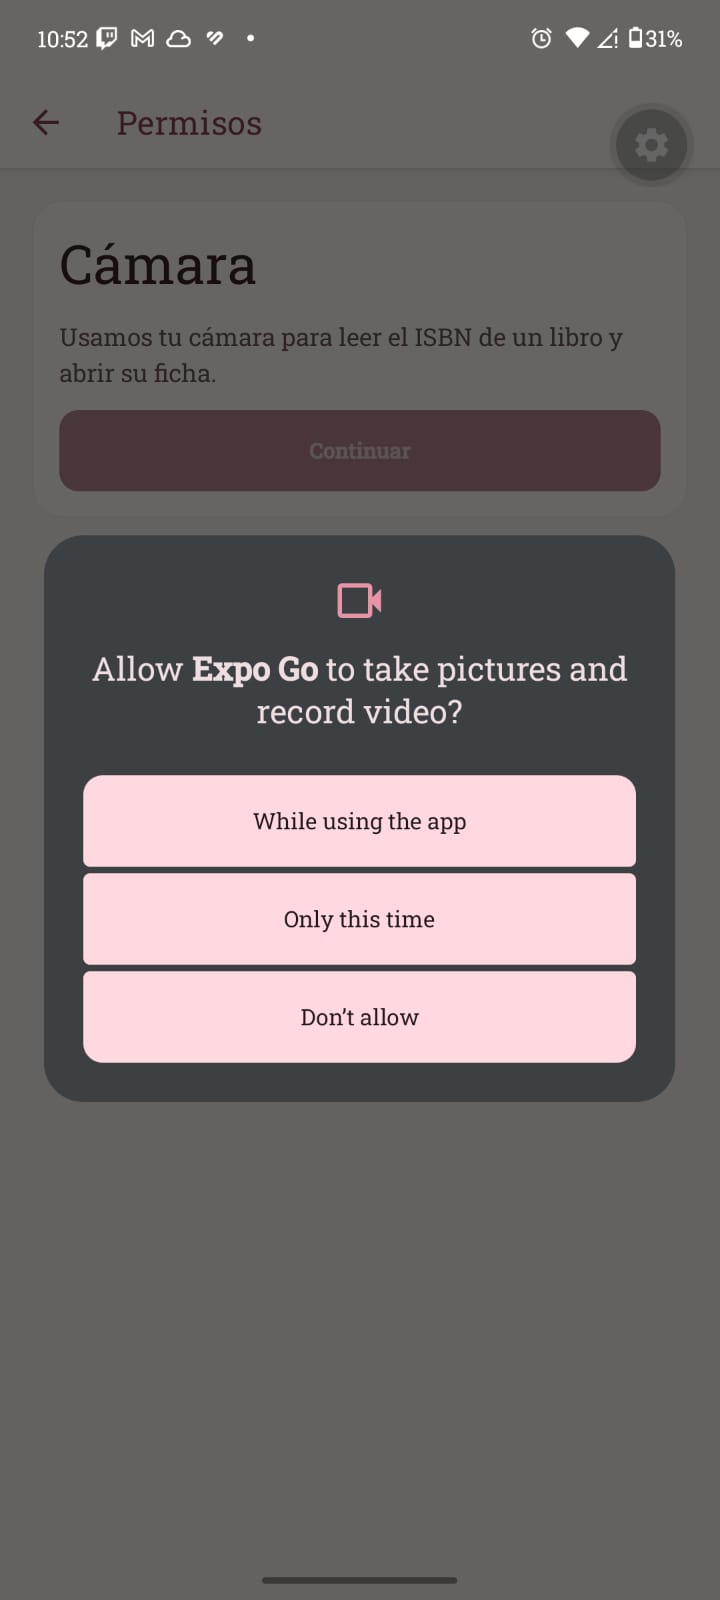 10:52
31%
Permisos
Cámara
Usamos tu cámara para leer el ISBN de un libro y
abrir su ficha.
Continuar
Allow Expo Go to take pictures and
record video?
While using the app
Only this time
Don’t allow